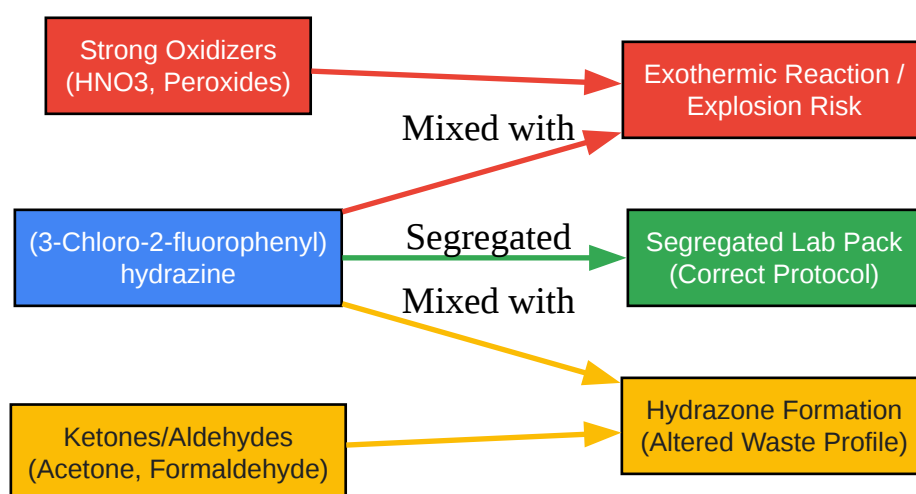 Strong Oxidizers
(HNO3, Peroxides)
Exothermic Reaction /
Explosion Risk
Mixed with
(3-Chloro-2-fluorophenyl)
hydrazine
Segregated
Segregated Lab Pack
(Correct Protocol)
Mixed with
Ketones/Aldehydes
(Acetone, Formaldehyde)
Hydrazone Formation
(Altered Waste Profile)